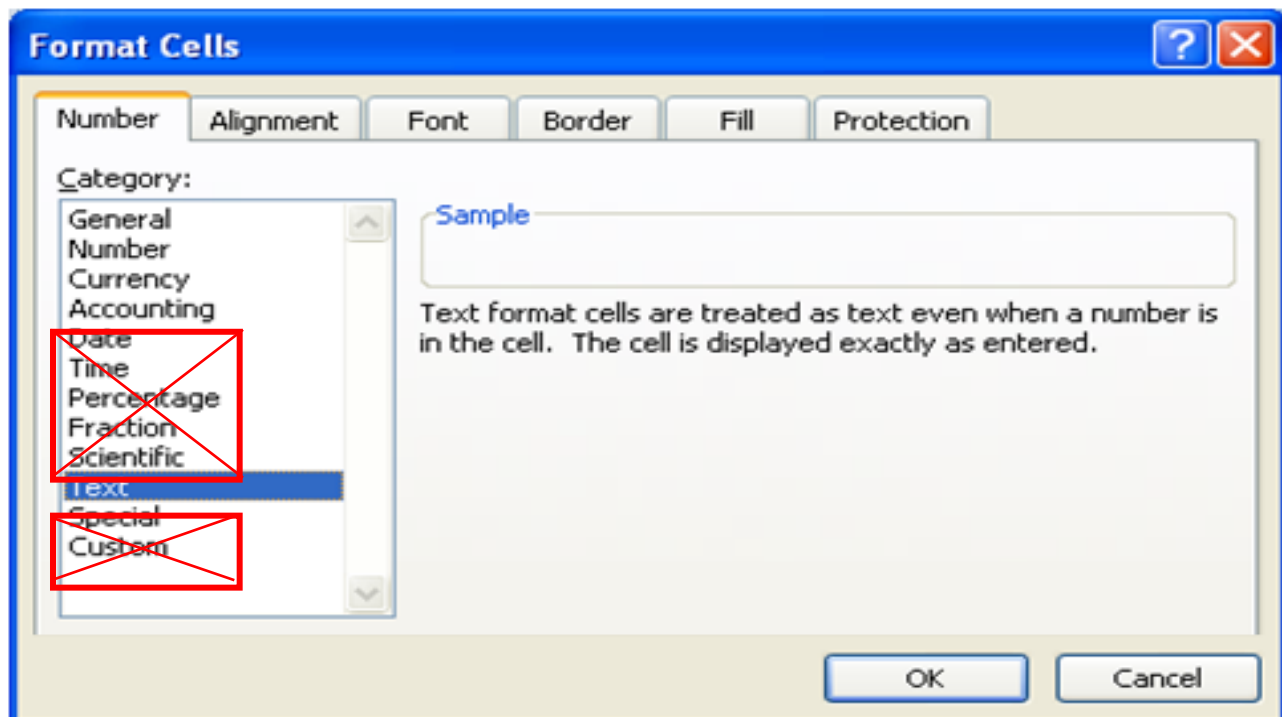 Format Cells
Number Alignment Font Border Fill Protection
Category:
General
Number
Currency
Accounting
Date
Time
Percentage
Fraction
Scientific
Text
Special
Custom
Sample
Text format cells are treated as text even when a number is
in the cell. The cell is displayed exactly as entered.
OK Cancel